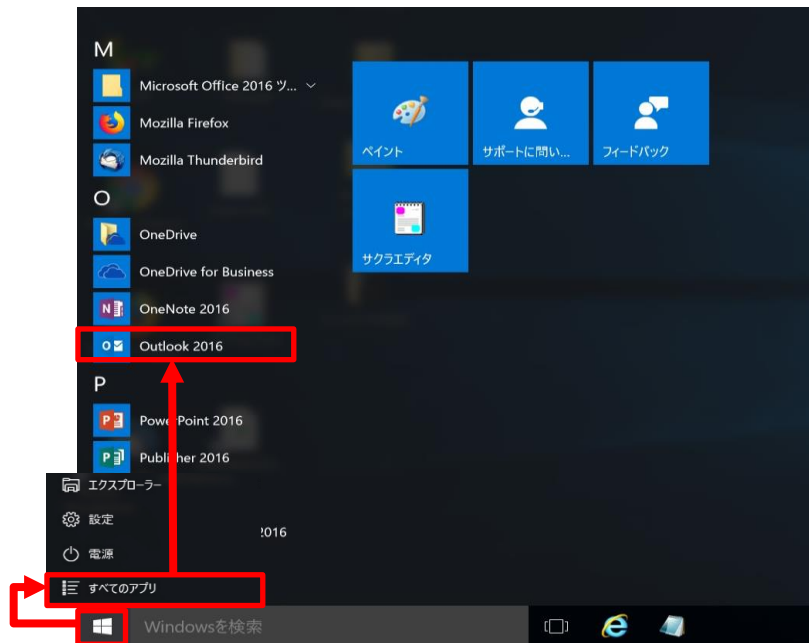 M
Microsoft Office 2016 ツ...
Mozilla Firefox
Mozilla Thunderbird
O
OneDrive
OneDrive for Business
OneNote 2016
Outlook 2016
P
PowerPoint 2016
Publisher 2016
ペイント
サポートに問い...
フィードバック
サクラエディタ
エクスプローラー
設定
2016
電源
すべてのアプリ
Windowsを検索